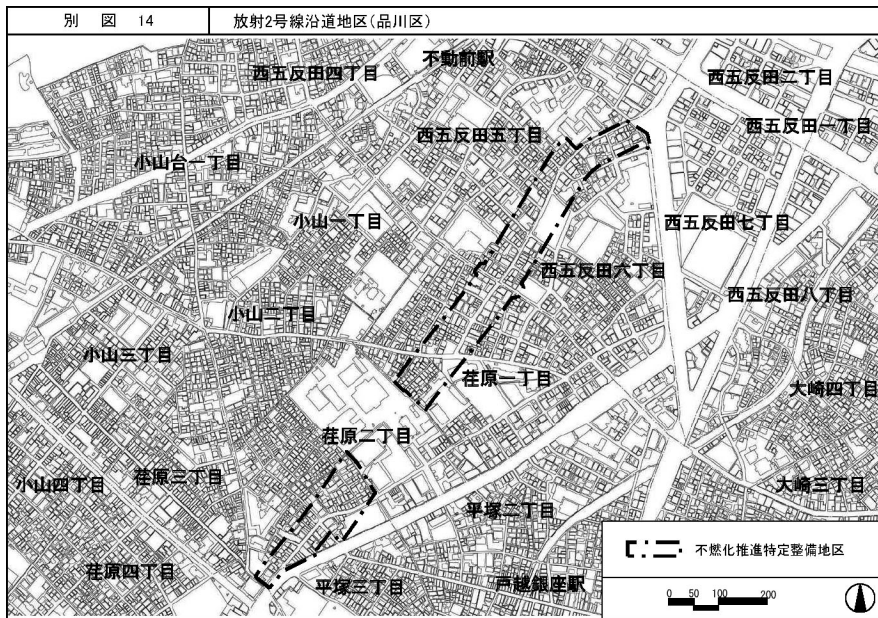 別 図 14
放射2号線沿道地区(品川区)
西五反田四丁目
不動前駅
西五反田二丁目
西五反田五丁目
西五反田一丁目
小山台一丁目
小山一丁目
西五反田七丁目
西五反田六丁目
西五反田八丁目
小山二丁目
小山三丁目
荏原一丁目
大崎四丁目
荏原二丁目
荏原三丁目
小山四丁目
大崎三丁目
平塚二丁目
荏原四丁目
平塚三丁目
戸越銀座駅
不燃化推進特定整備地区
0 50 100 200